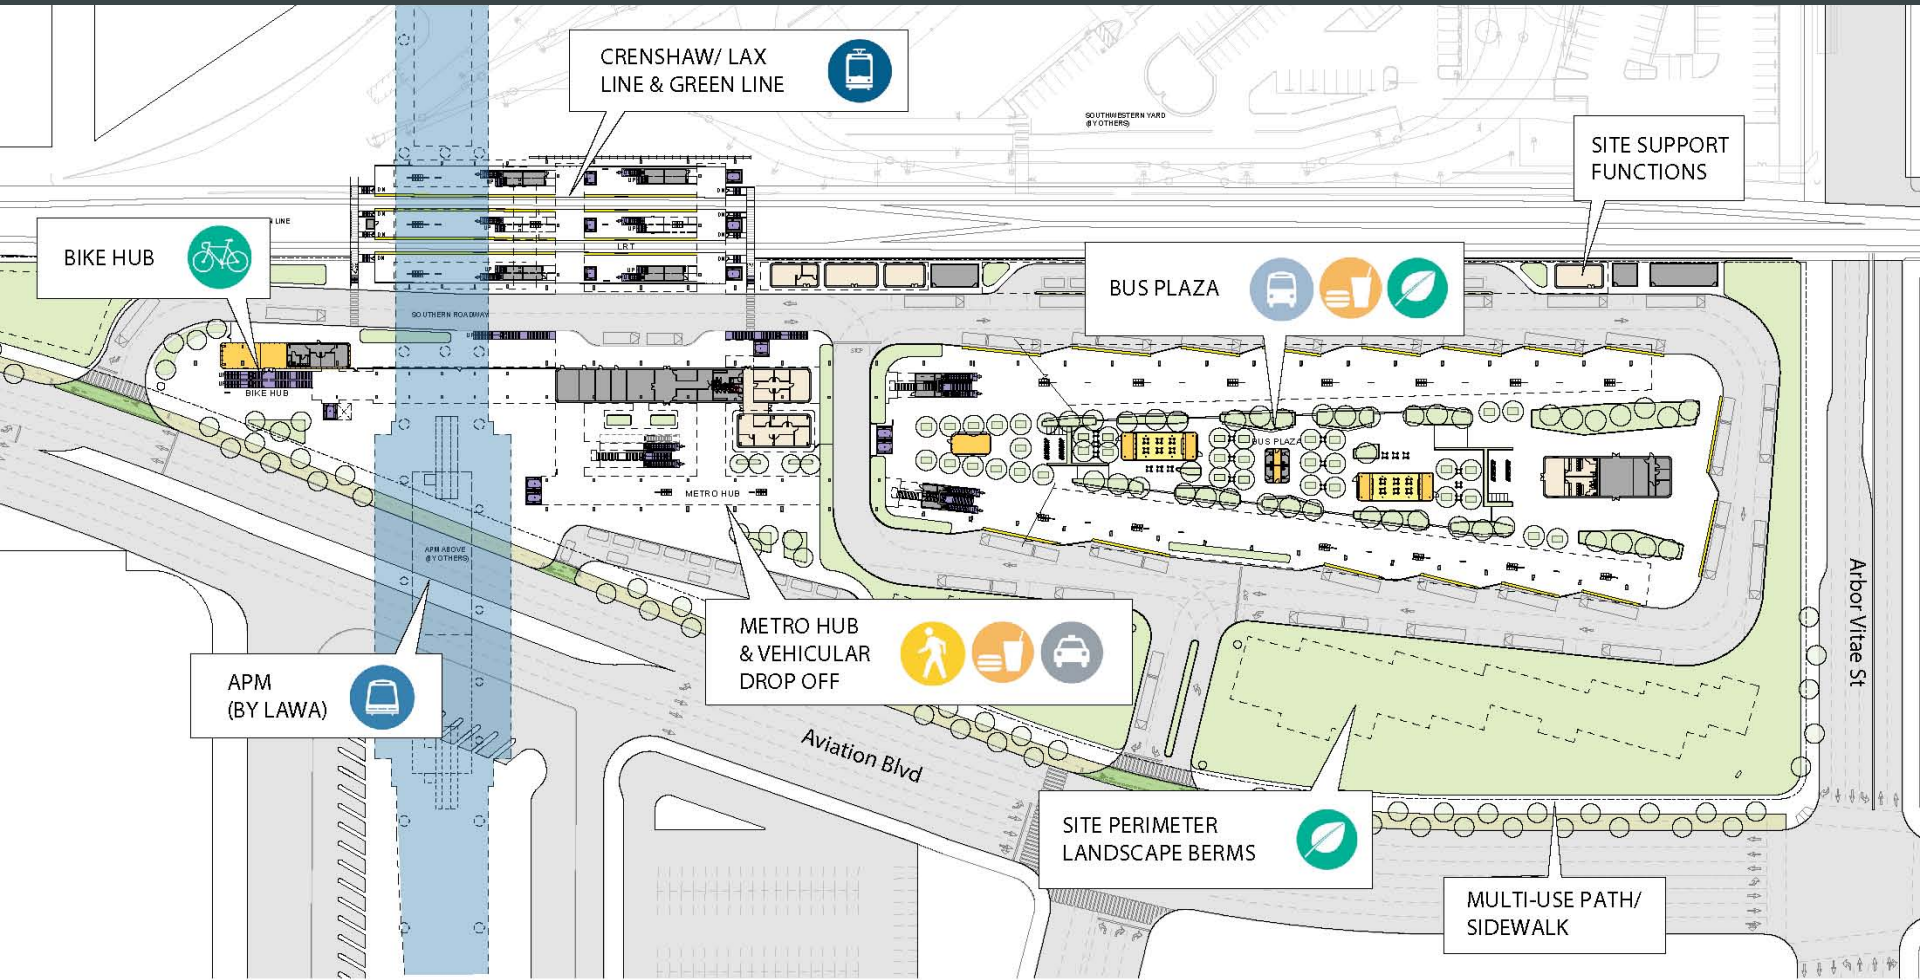 CRENSHAW/ LAX
LINE & GREEN LINE
SOUTHWESTERN YARD
(BY OTHERS)
SITE SUPPORT
FUNCTIONS
LINE
BIKE HUB
LRT
BUS PLAZA
SOUTHERN ROADWAY
STOP
BIKE HUB
BUS PLAZA
METRO HUB
APM ABOVE
(BY OTHERS)
METRO HUB
& VEHICULAR
DROP OFF
APM
(BY LAWA)
Arbor Vitae St
Aviation Blvd
SITE PERIMETER
LANDSCAPE BERMS
MULTI-USE PATH/
SIDEWALK